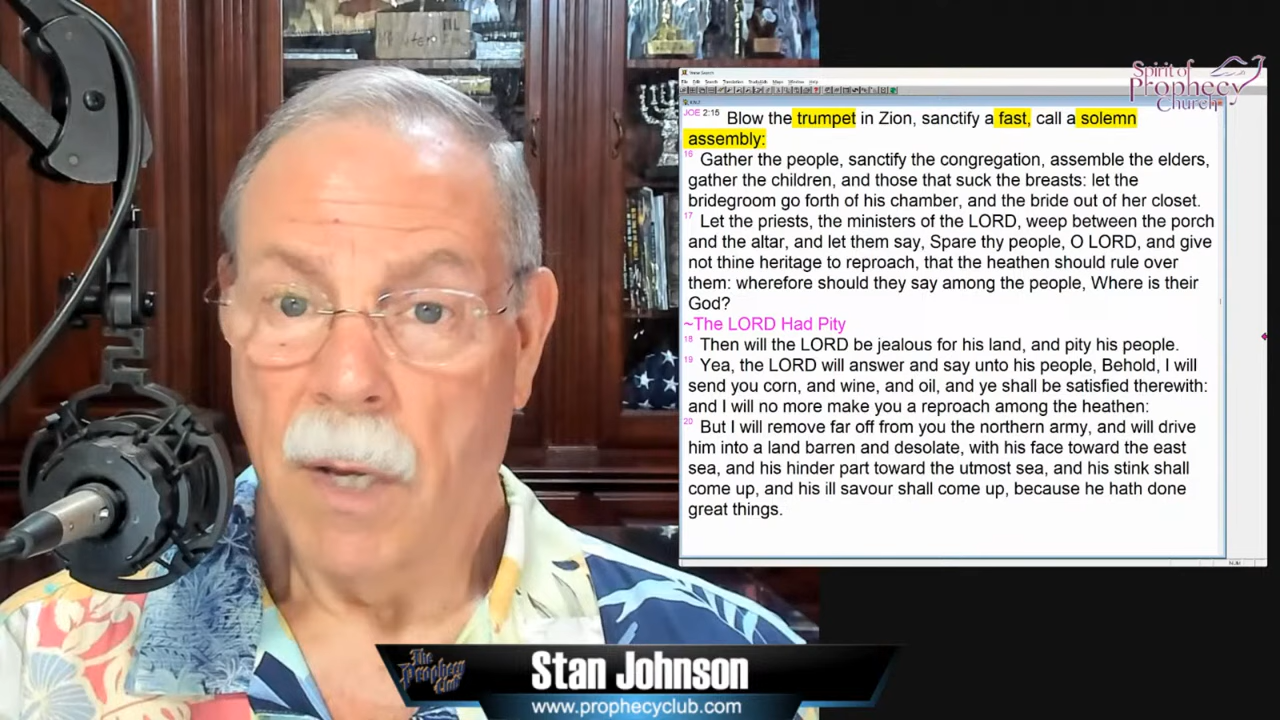 Spirit of
Prophecy
Church
JOE 2:15 Blow the trumpet in Zion, sanctify a fast, call a solemn
assembly:
16 Gather the people, sanctify the congregation, assemble the elders,
gather the children, and those that suck the breasts: let the
bridegroom go forth of his chamber, and the bride out of her closet.
17 Let the priests, the ministers of the LORD, weep between the porch
and the altar, and let them say, Spare thy people, O LORD, and give
not thine heritage to reproach, that the heathen should rule over
them: wherefore should they say among the people, Where is their
God?
~The LORD Had Pity
18 Then will the LORD be jealous for his land, and pity his people.
19 Yea, the LORD will answer and say unto his people, Behold, I will
send you corn, and wine, and oil, and ye shall be satisfied therewith:
and I will no more make you a reproach among the heathen:
20 But I will remove far off from you the northern army, and will drive
him into a land barren and desolate, with his face toward the east
sea, and his hinder part toward the utmost sea, and his stink shall
come up, and his ill savour shall come up, because he hath done
great things.
The
Prophecy
Club
Stan Johnson
www.prophecyclub.com